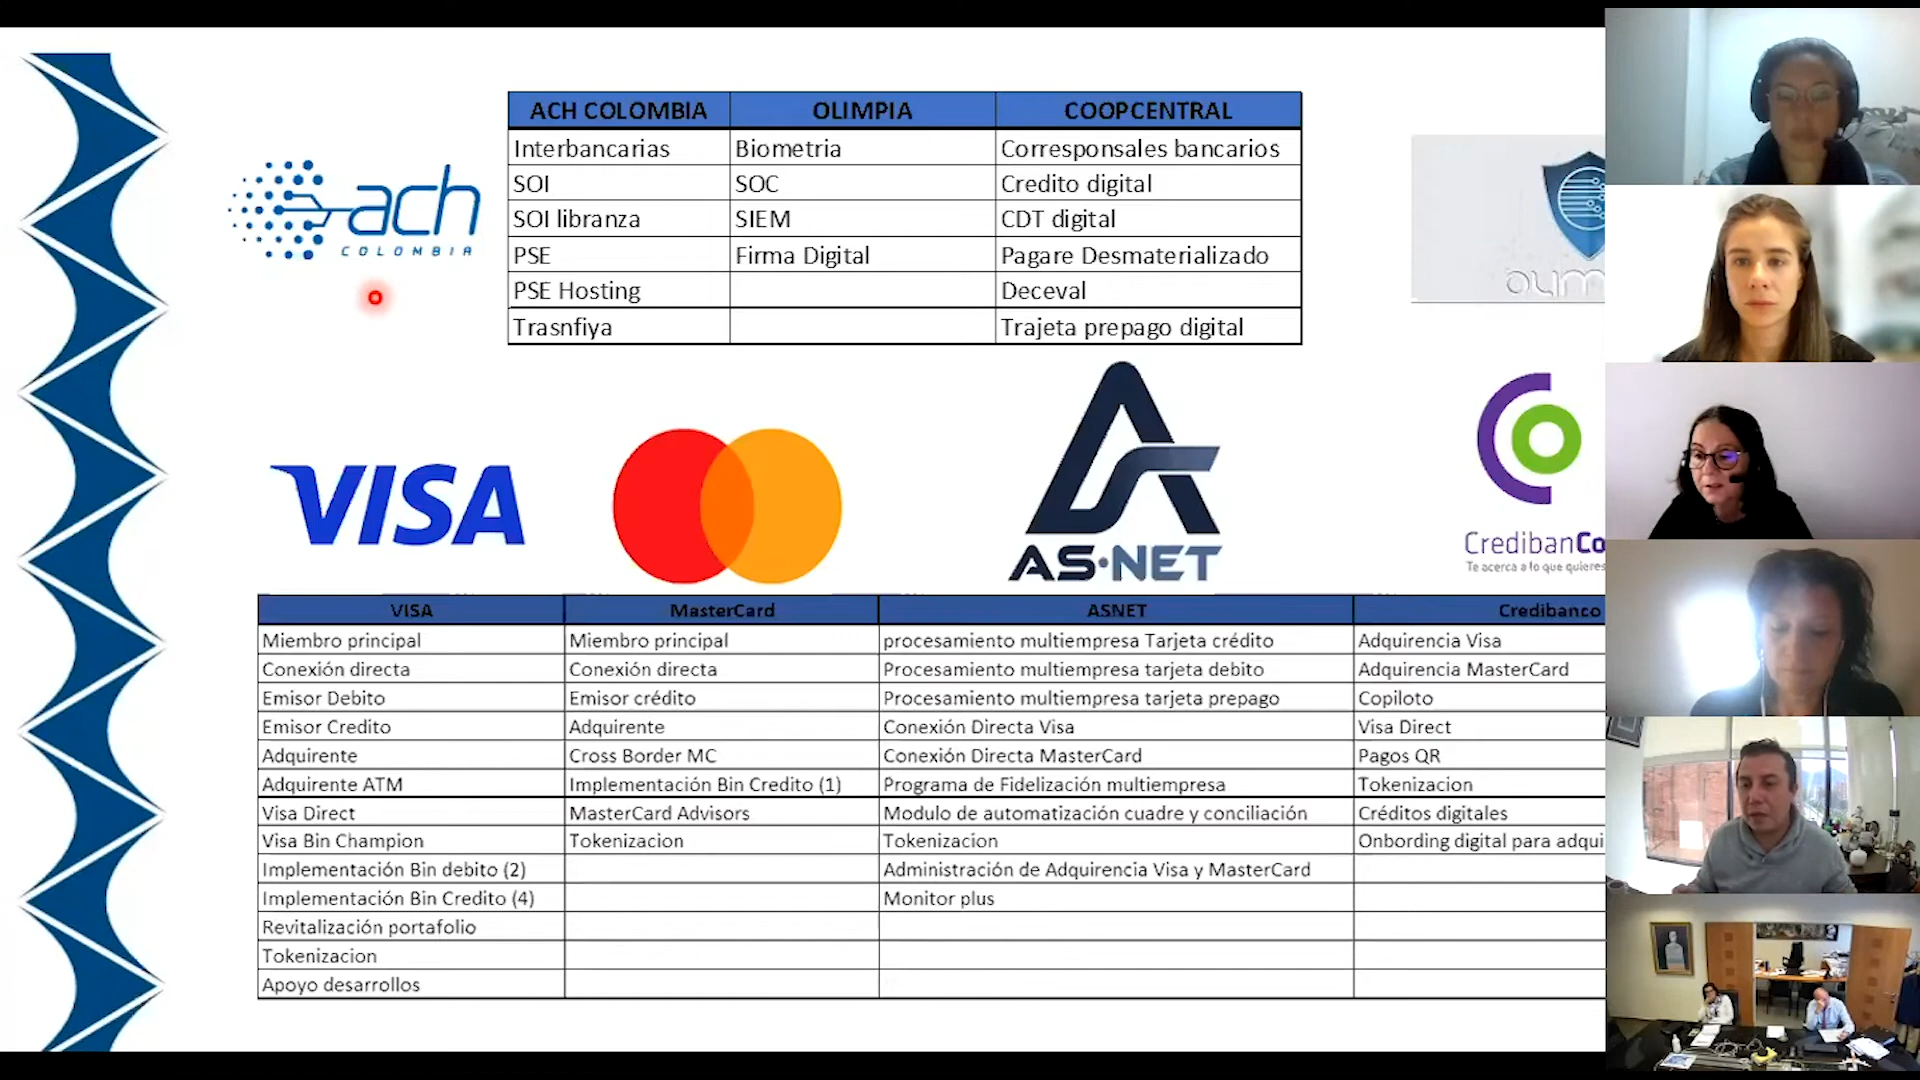 ach
COLOMBIA
ACH COLOMBIA OLIMPIA COOPCENTRAL
Interbancarias Biometria Corresponsales bancarios
SOI SOC Credito digital
SOI libranza SIEM CDT digital
PSE Firma Digital Pagare Desmaterializado
PSE Hosting Deceval
Trasnfiya Trajeta prepago digital
VISA
AS·NET
CredibanCo
Te acerca a lo que quieres
VISA MasterCard ASNET Credibanco
Miembro principal Miembro principal procesamiento multiempresa Tarjeta crédito Adquirencia Visa
Conexión directa Conexión directa Procesamiento multiempresa tarjeta debito Adquirencia MasterCard
Emisor Debito Emisor crédito Procesamiento multiempresa tarjeta prepago Copiloto
Emisor Credito Adquirente Conexión Directa Visa Visa Direct
Adquirente Cross Border MC Conexión Directa MasterCard Pagos QR
Adquirente ATM Implementación Bin Credito (1) Programa de Fidelización multiempresa Tokenizacion
Visa Direct MasterCard Advisors Modulo de automatización cuadre y conciliación Créditos digitales
Visa Bin Champion Tokenizacion Tokenizacion Onbording digital para adqui
Implementación Bin debito (2) Administración de Adquirencia Visa y MasterCard
Implementación Bin Credito (4) Monitor plus
Revitalización portafolio
Tokenizacion
Apoyo desarrollos